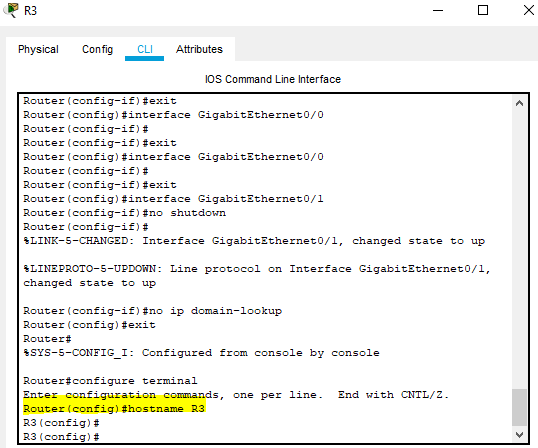 R3
Physical Config CLI Attributes
IOS Command Line Interface
Router(config-if)#exit
Router(config)#interface GigabitEthernet0/0
Router(config-if)#
Router(config-if)#exit
Router(config)#interface GigabitEthernet0/0
Router(config-if)#
Router(config-if)#exit
Router(config)#interface GigabitEthernet0/1
Router(config-if)#no shutdown
Router(config-if)#
%LINK-5-CHANGED: Interface GigabitEthernet0/1, changed state to up
%LINEPROTO-5-UPDOWN: Line protocol on Interface GigabitEthernet0/1,
changed state to up
Router(config-if)#no ip domain-lookup
Router(config)#exit
Router#
%SYS-5-CONFIG_I: Configured from console by console
Router#configure terminal
Enter configuration commands, one per line.  End with CNTL/Z.
Router(config)#hostname R3
R3(config)#
R3(config)#